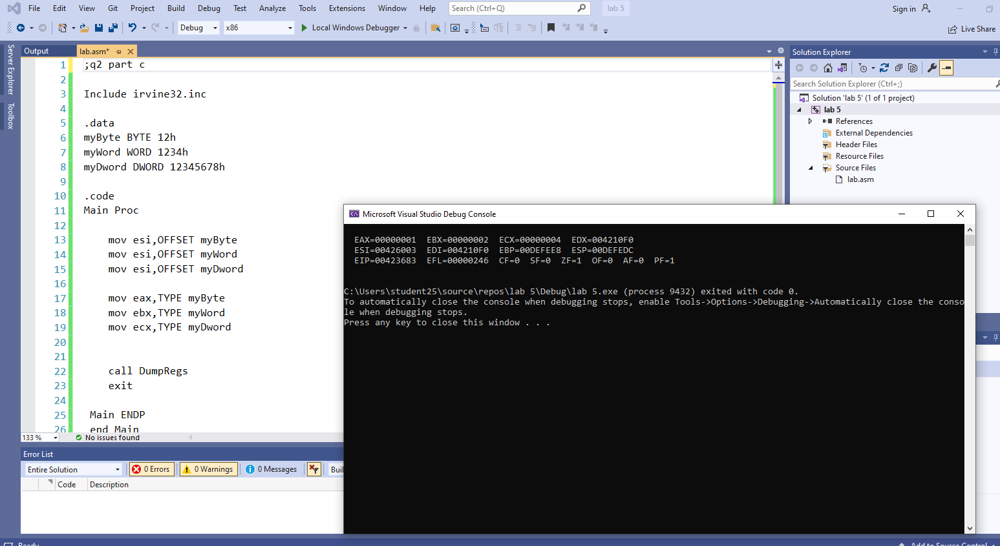 File Edit View Git Project Build Debug Test Analyze Tools Extensions Window Help Search (Ctrl+Q) lab 5 Sign in
Debug x86 Local Windows Debugger Live Share
Server Explorer
Toolbox
Output lab.asm*
1 ;q2 part c
2
3 Include irvine32.inc
4
5 .data
6 myByte BYTE 12h
7 myWord WORD 1234h
8 myDword DWORD 12345678h
9
10 .code
11 Main Proc
12
13 mov esi,OFFSET myByte
14 mov esi,OFFSET myWord
15 mov esi,OFFSET myDword
16
17 mov eax,TYPE myByte
18 mov ebx,TYPE myWord
19 mov ecx,TYPE myDword
20
21
22 call DumpRegs
23 exit
24
25 Main ENDP
26 end Main
133 % No issues found
Solution Explorer
Search Solution Explorer (Ctrl+;)
Solution 'lab 5' (1 of 1 project)
lab 5
References
External Dependencies
Header Files
Resource Files
Source Files
lab.asm
Microsoft Visual Studio Debug Console
EAX=00000001 EBX=00000002 ECX=00000004 EDX=004210F0
ESI=00426003 EDI=004210F0 EBP=00DEFEE8 ESP=00DEFEDC
EIP=00423683 EFL=00000246 CF=0 SF=0 ZF=1 OF=0 AF=0 PF=1
C:\Users\student25\source\repos\lab 5\Debug\lab 5.exe (process 9432) exited with code 0.
To automatically close the console when debugging stops, enable Tools->Options->Debugging->Automatically close the conso
le when debugging stops.
Press any key to close this window . . .
Error List
Entire Solution 0 Errors 0 Warnings 0 Messages Buil
Code Description
Ready Add to Source Control